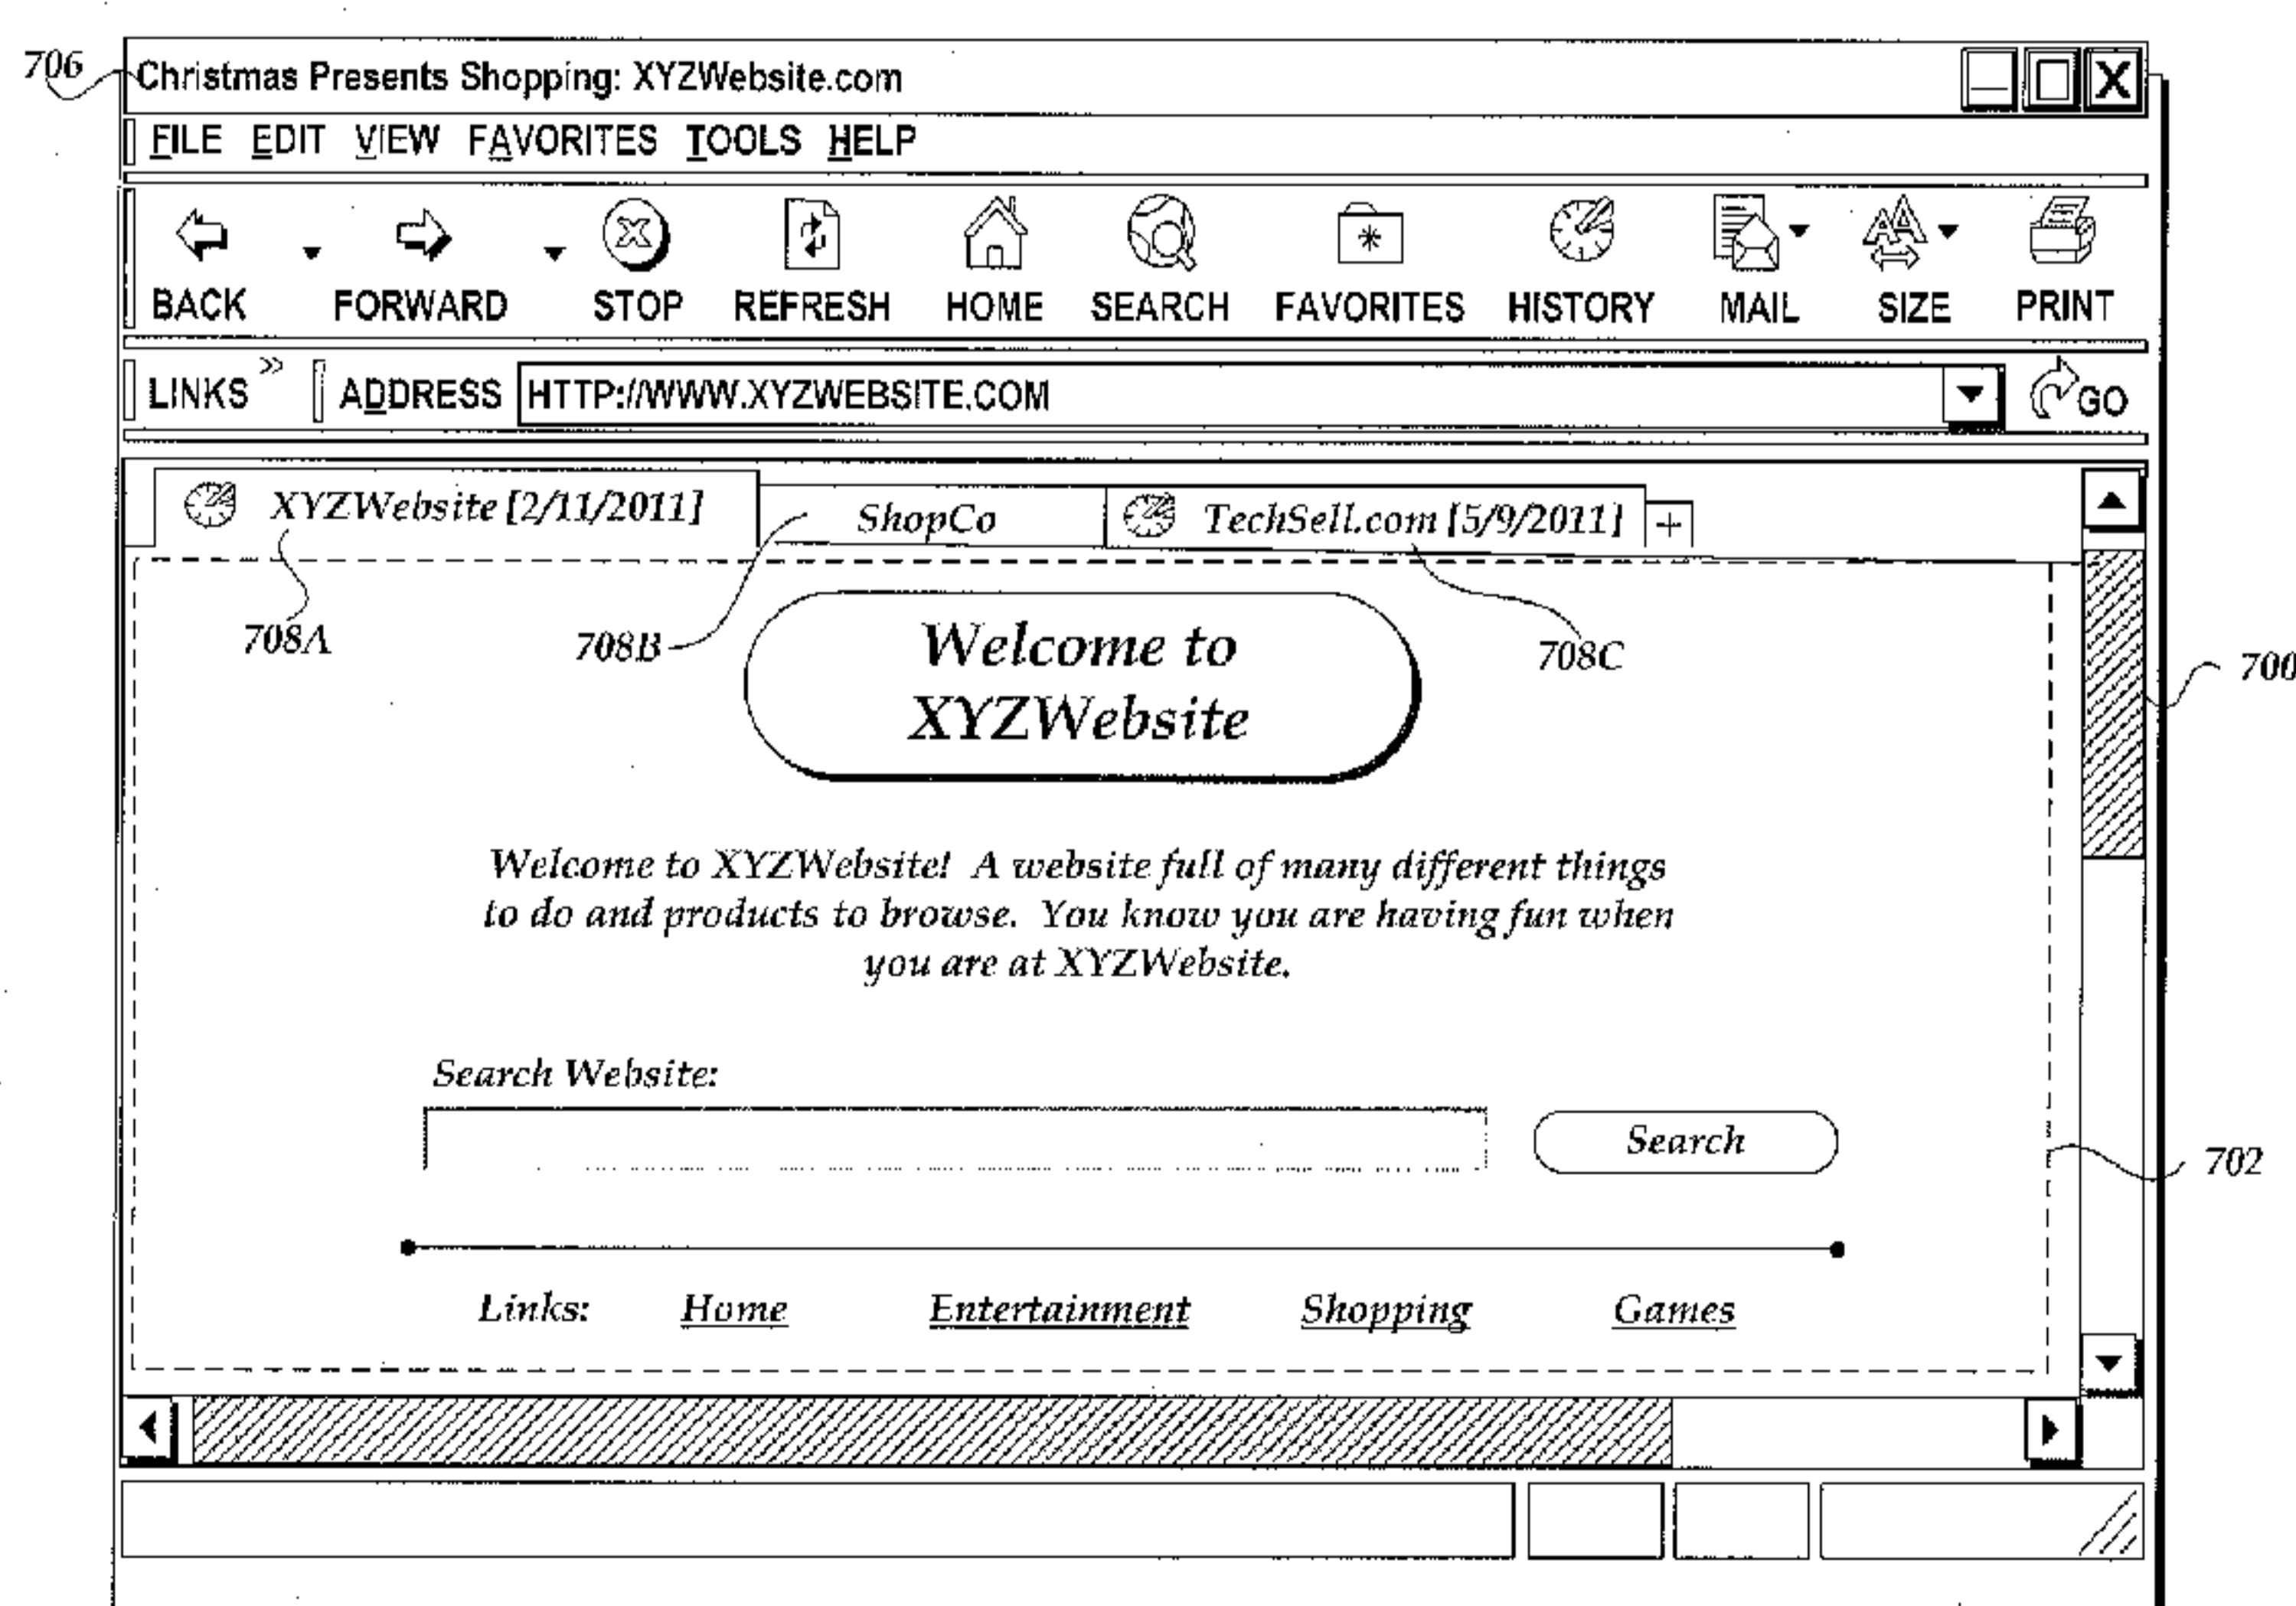 706
Christmas Presents Shopping: XYZWebsite.com
X
FILE EDIT VIEW FAVORITES TOOLS HELP
BACK FORWARD STOP REFRESH HOME SEARCH FAVORITES HISTORY MAIL SIZE PRINT
LINKS » ADDRESS HTTP://WWW.XYZWEBSITE.COM GO
XYZWebsite [2/11/2011] ShopCo TechSell.com [5/9/2011] +
708A 708B 708C
700
Welcome to
XYZWebsite
Welcome to XYZWebsite! A website full of many different things
to do and products to browse. You know you are having fun when
you are at XYZWebsite.
Search Website:
Search
702
Links: Home Entertainment Shopping Games